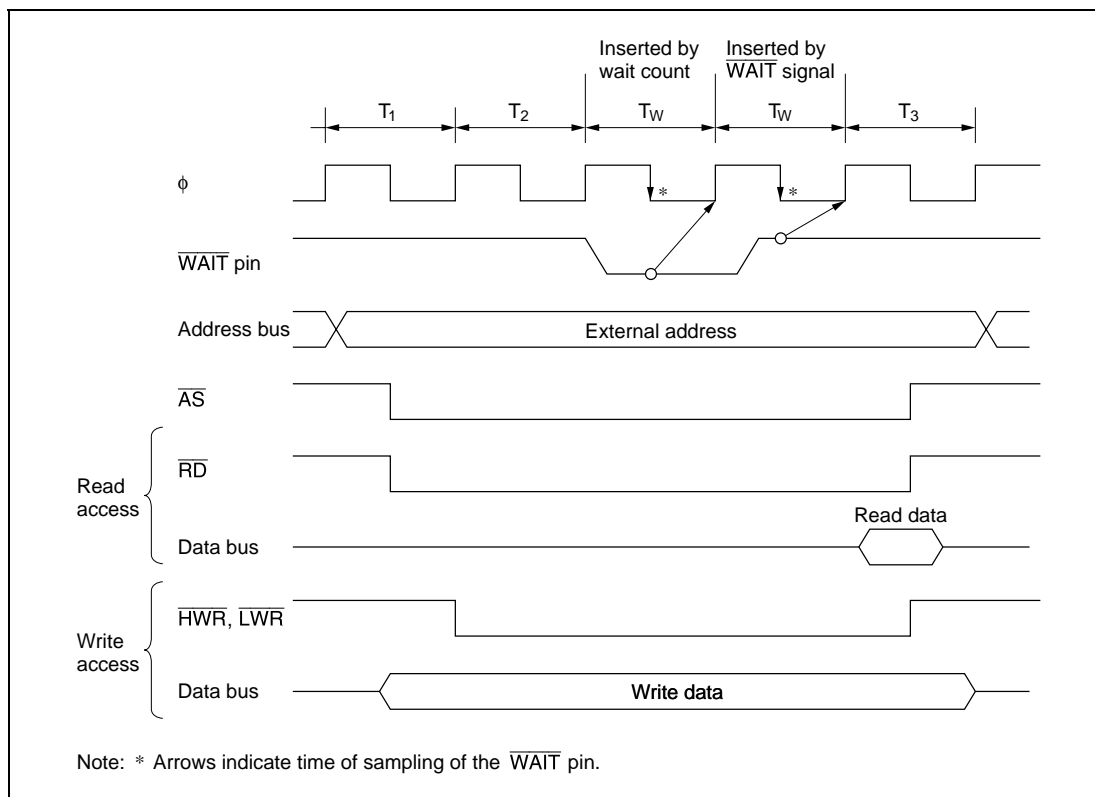 Inserted by
wait count
Inserted by
WAIT signal
T1
T2
TW
TW
T3
φ
*
*
WAIT pin
Address bus
External address
AS
Read
access
RD
Read data
Data bus
Write
access
HWR, LWR
Data bus
Write data
Note: * Arrows indicate time of sampling of the WAIT pin.